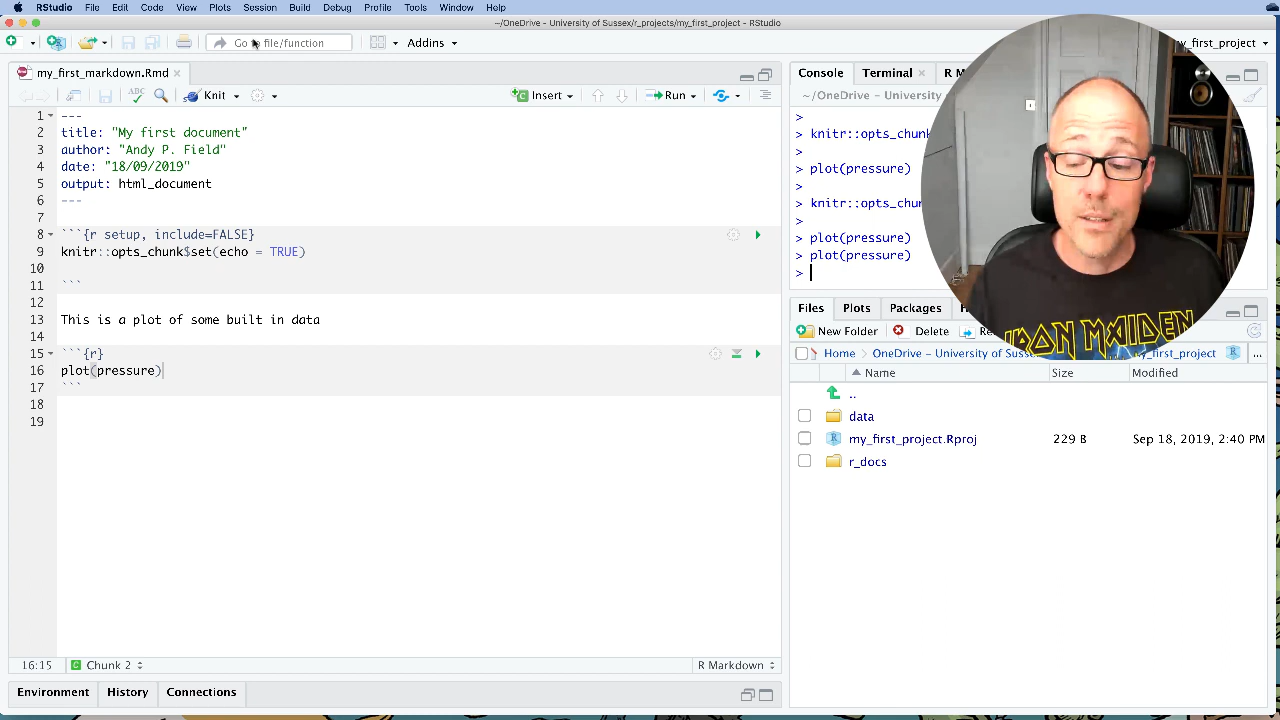 RStudio File Edit Code View Plots Session Build Debug Profile Tools Window Help
~/OneDrive - University of Sussex/r_projects/my_first_project - RStudio
Go to file/function Addins my_first_project
my_first_markdown.Rmd
Knit Insert Run
1 ---
2 title: "My first document"
3 author: "Andy P. Field"
4 date: "18/09/2019"
5 output: html_document
6 ---
7
8 ```{r setup, include=FALSE}
9 knitr::opts_chunk$set(echo = TRUE)
10
11 ```
12
13 This is a plot of some built in data
14
15 ```{r}
16 plot(pressure)
17 ```
18
19
16:15 Chunk 2 R Markdown
Environment History Connections
Console Terminal R M
~/OneDrive - University
>
> knitr::opts_chunk
>
> plot(pressure)
> knitr::opts_chun
>
> plot(pressure)
> plot(pressure)
>
Files Plots Packages
New Folder Delete Re
Home OneDrive - University of Suss my_first_project ...
Name Size Modified
..
data
my_first_project.Rproj 229 B Sep 18, 2019, 2:40 PM
r_docs
IRON MAIDEN